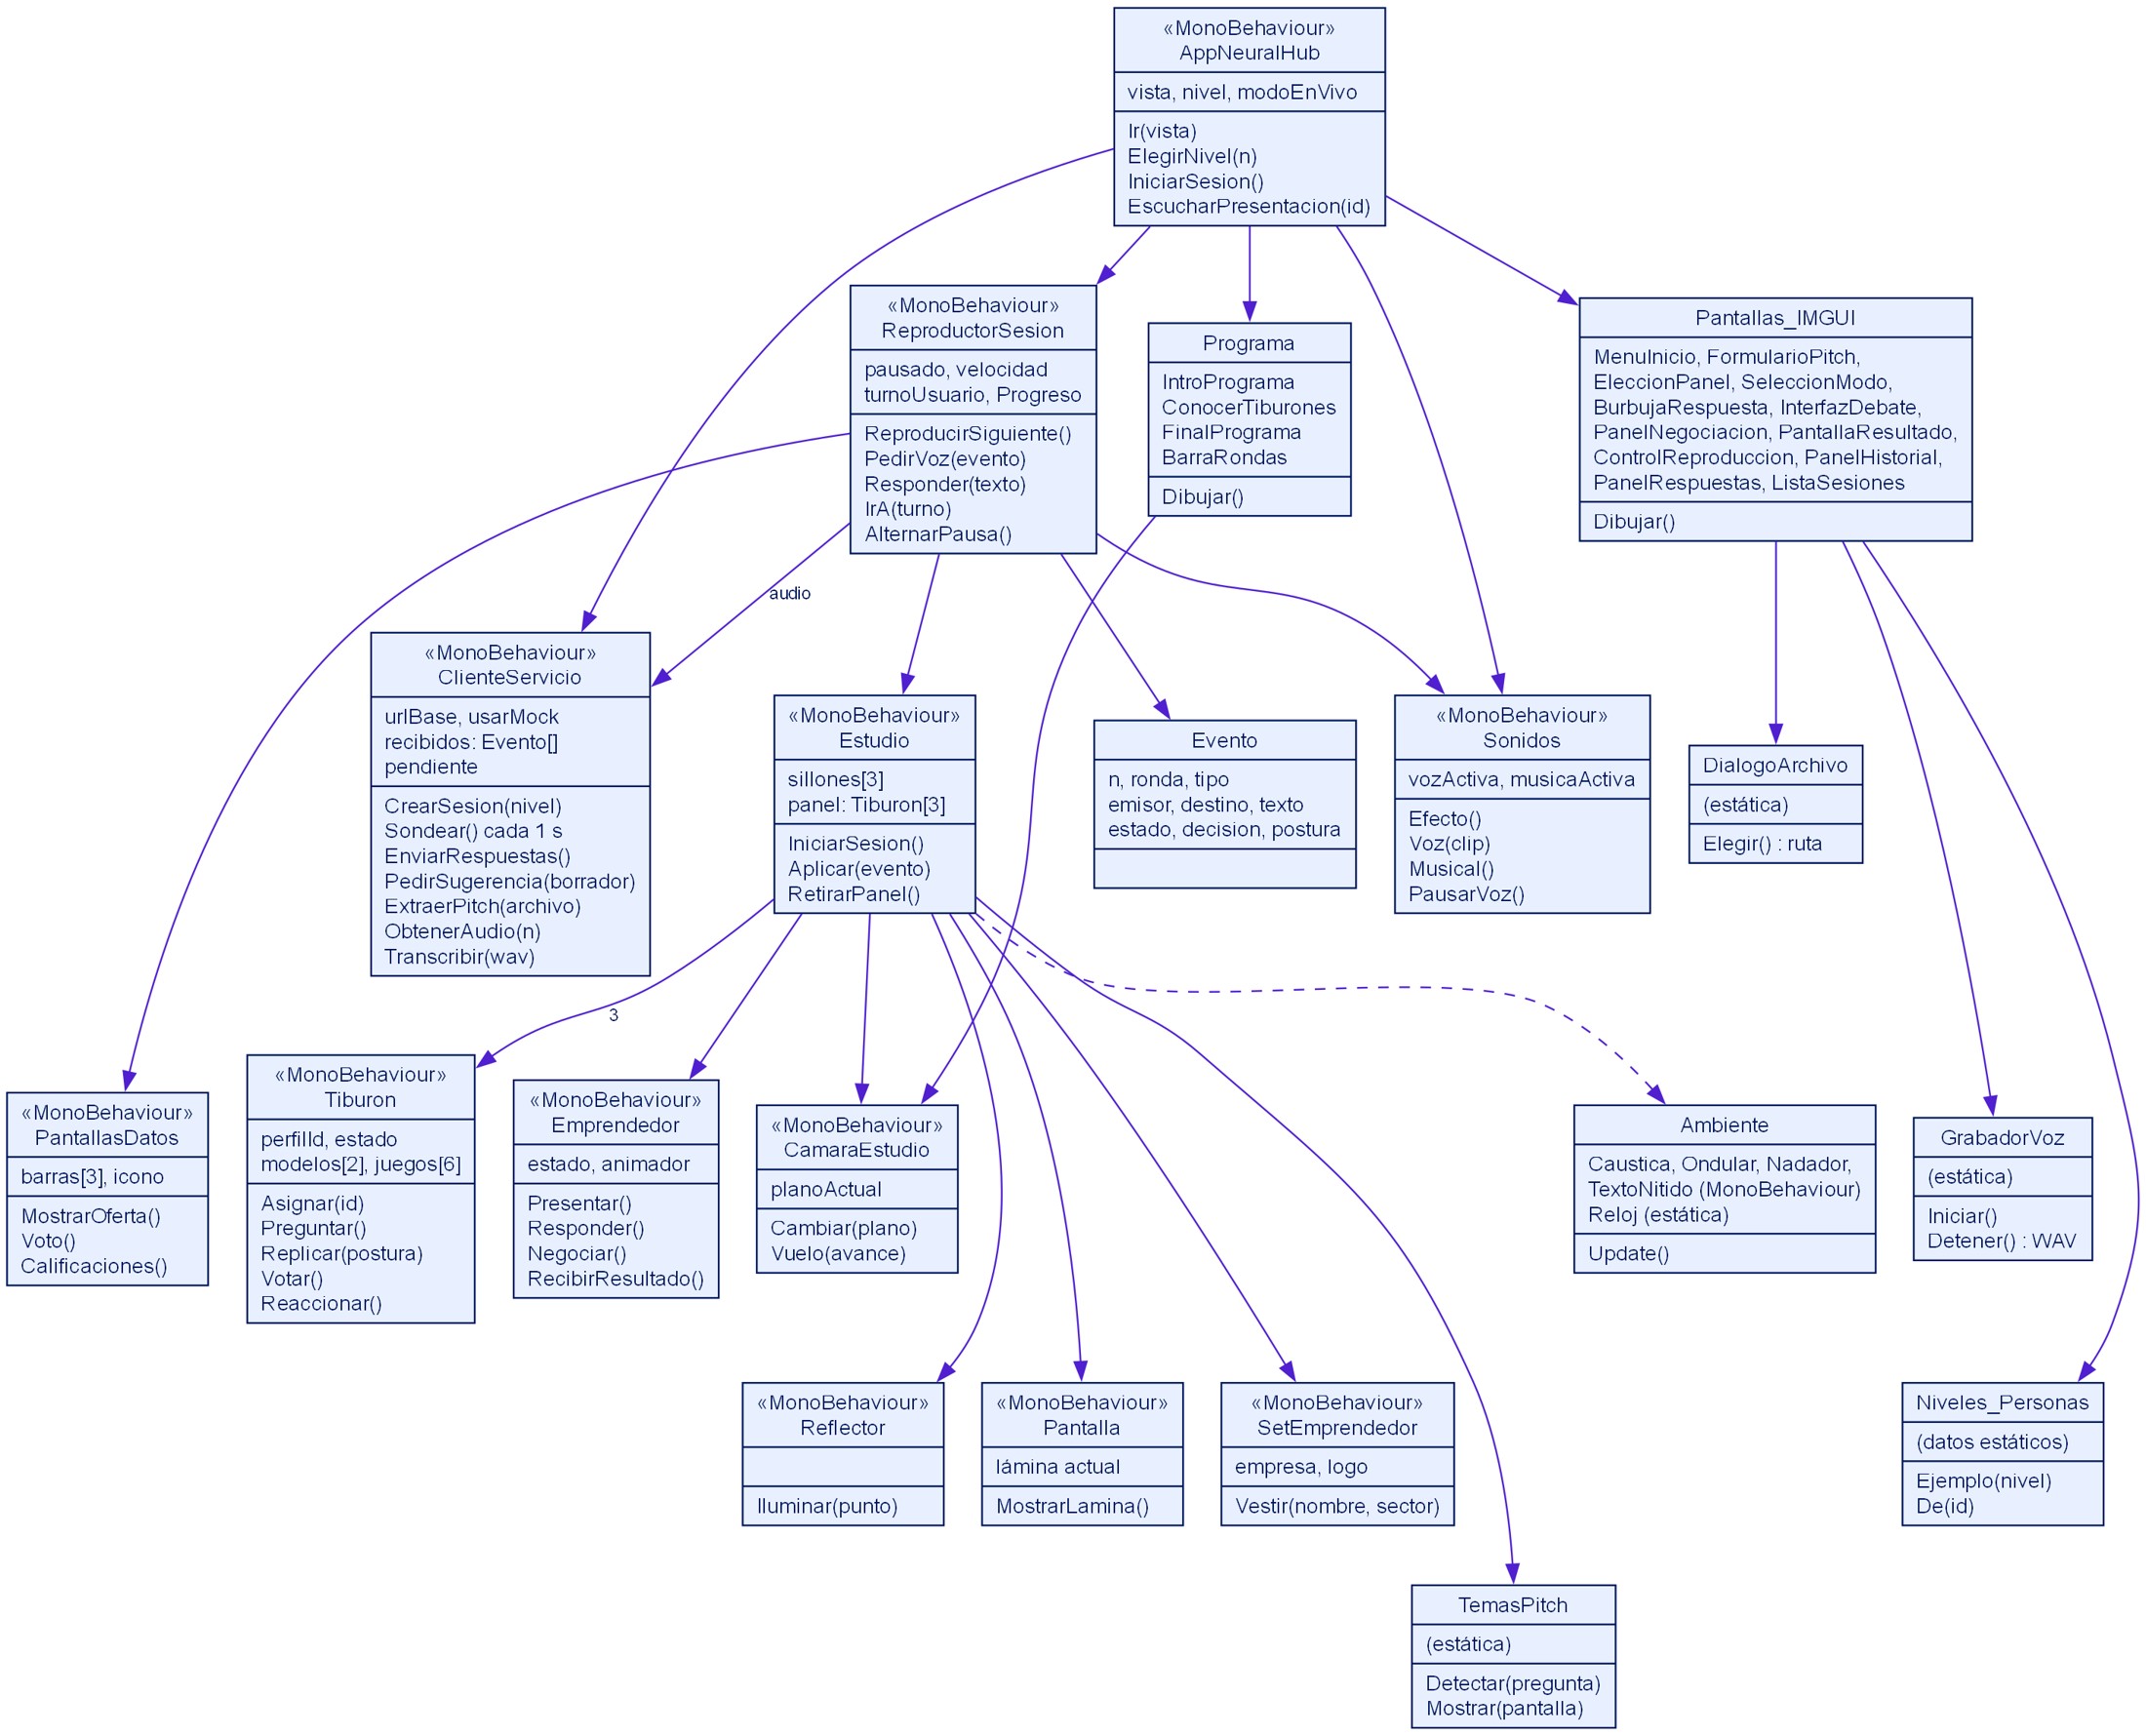 «MonoBehaviour»
AppNeuralHub
vista, nivel, modoEnVivo
Ir(vista)
ElegirNivel(n)
IniciarSesion()
EscucharPresentacion(id)
«MonoBehaviour»
ReproductorSesion
pausado, velocidad
turnoUsuario, Progreso
ReproducirSiguiente()
PedirVoz(evento)
Responder(texto)
IrA(turno)
AlternarPausa()
Programa
IntroPrograma
ConocerTiburones
FinalPrograma
BarraRondas
Dibujar()
Pantallas_IMGUI
MenuInicio, FormularioPitch,
EleccionPanel, SeleccionModo,
BurbujaRespuesta, InterfazDebate,
PanelNegociacion, PantallaResultado,
ControlReproduccion, PanelHistorial,
PanelRespuestas, ListaSesiones
Dibujar()
audio
«MonoBehaviour»
ClienteServicio
urlBase, usarMock
recibidos: Evento[]
pendiente
CrearSesion(nivel)
Sondear() cada 1 s
EnviarRespuestas()
PedirSugerencia(borrador)
ExtraerPitch(archivo)
ObtenerAudio(n)
Transcribir(wav)
«MonoBehaviour»
Estudio
sillones[3]
panel: Tiburon[3]
IniciarSesion()
Aplicar(evento)
RetirarPanel()
Evento
n, ronda, tipo
emisor, destino, texto
estado, decision, postura
«MonoBehaviour»
Sonidos
vozActiva, musicaActiva
Efecto()
Voz(clip)
Musical()
PausarVoz()
DialogoArchivo
(estática)
Elegir() : ruta
3
«MonoBehaviour»
PantallasDatos
barras[3], icono
MostrarOferta()
Voto()
Calificaciones()
«MonoBehaviour»
Tiburon
perfilId, estado
modelos[2], juegos[6]
Asignar(id)
Preguntar()
Replicar(postura)
Votar()
Reaccionar()
«MonoBehaviour»
Emprendedor
estado, animador
Presentar()
Responder()
Negociar()
RecibirResultado()
«MonoBehaviour»
CamaraEstudio
planoActual
Cambiar(plano)
Vuelo(avance)
Ambiente
Caustica, Ondular, Nadador,
TextoNitido (MonoBehaviour)
Reloj (estática)
Update()
GrabadorVoz
(estática)
Iniciar()
Detener() : WAV
«MonoBehaviour»
Reflector
Iluminar(punto)
«MonoBehaviour»
Pantalla
lámina actual
MostrarLamina()
«MonoBehaviour»
SetEmprendedor
empresa, logo
Vestir(nombre, sector)
Niveles_Personas
(datos estáticos)
Ejemplo(nivel)
De(id)
TemasPitch
(estática)
Detectar(pregunta)
Mostrar(pantalla)